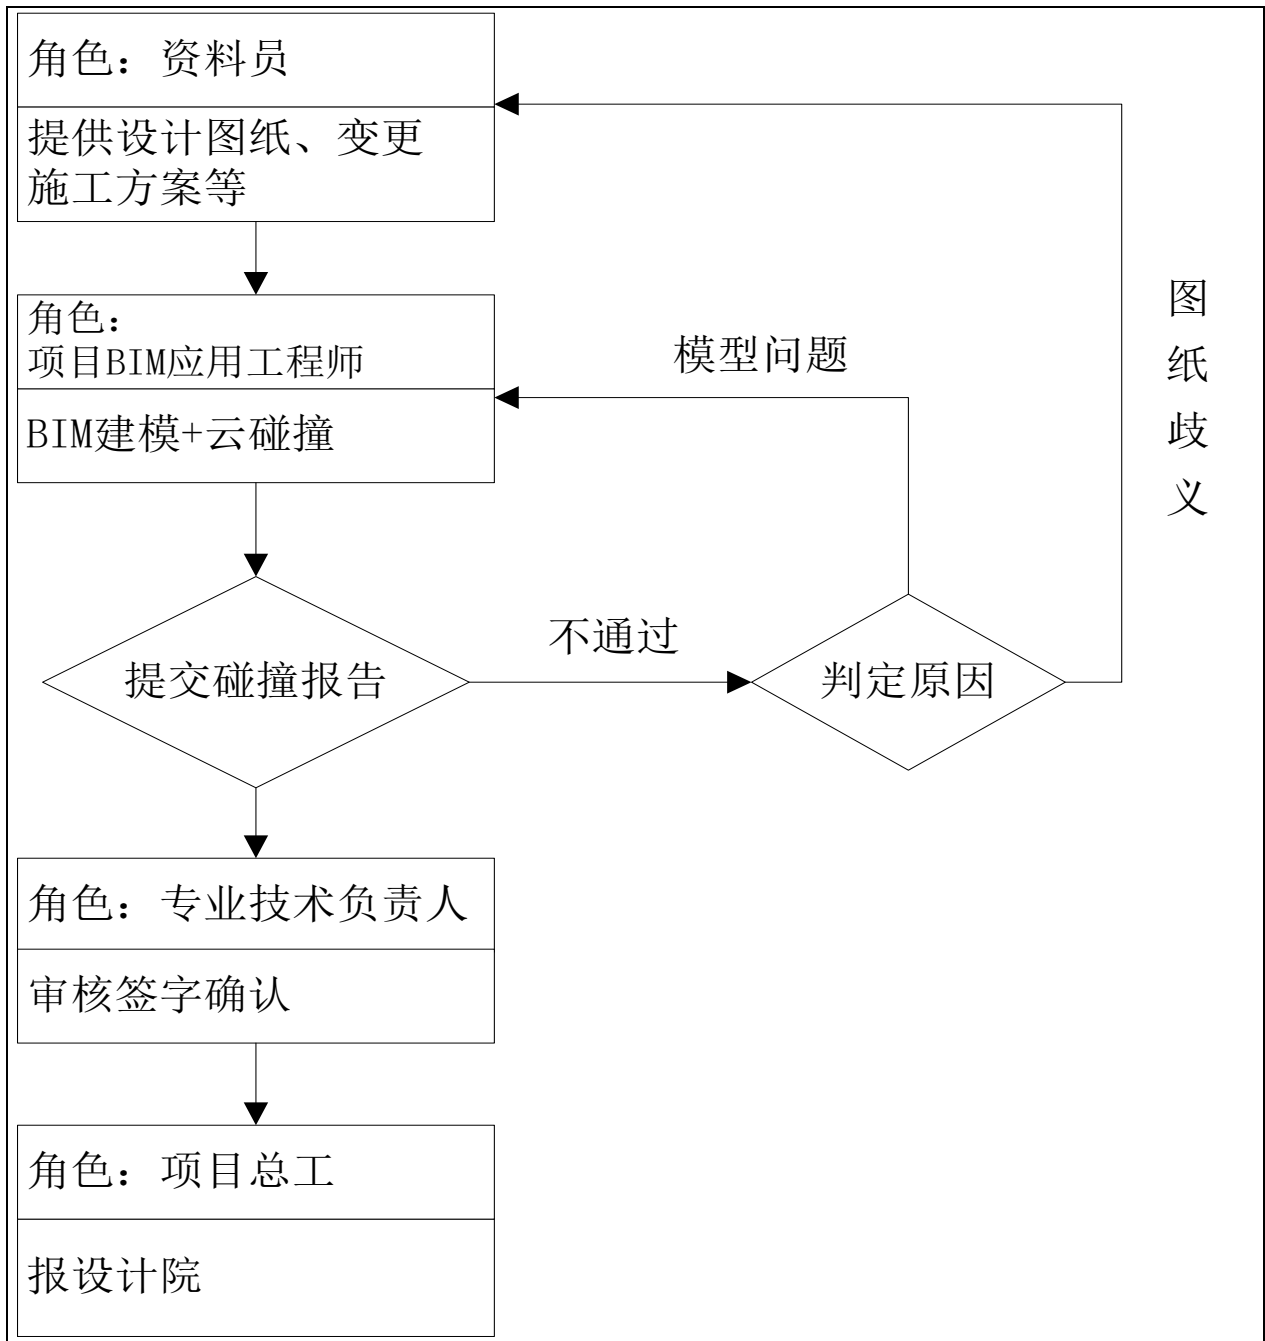 角色：资料员
提供设计图纸、变更
施工方案等
角色：
项目BIM应用工程师
BIM建模+云碰撞
模型问题
图
纸
歧
义
提交碰撞报告
不通过
判定原因
角色：专业技术负责人
审核签字确认
角色：项目总工
报设计院